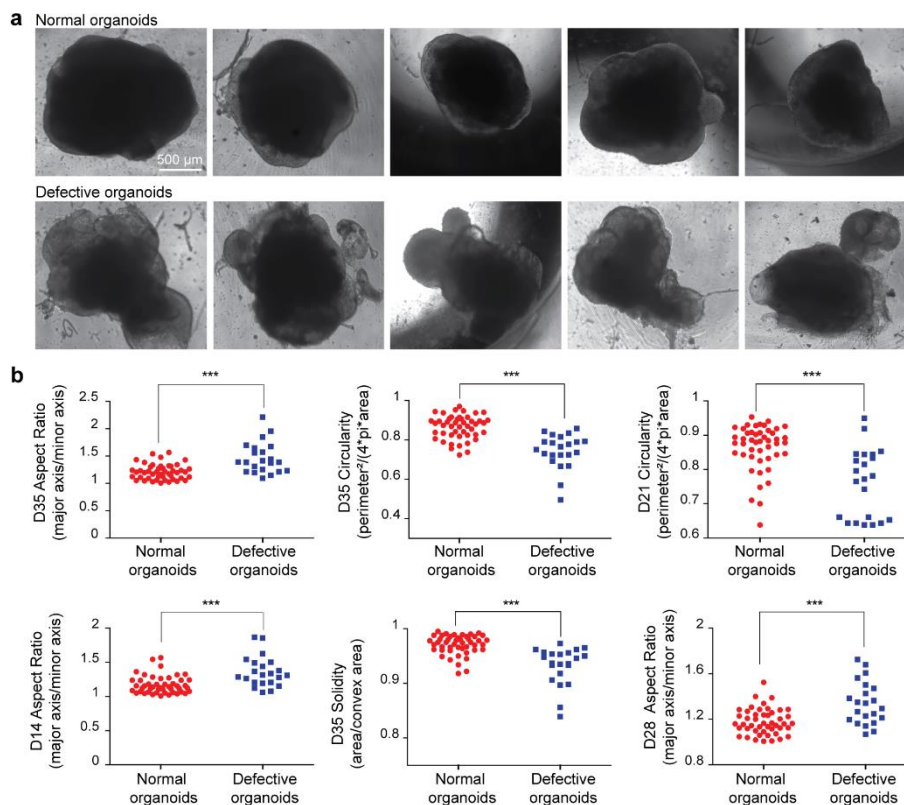 a
Normal organoids
500 µm
Defective organoids
b
***
D35 Aspect Ratio
(major axis/minor axis)
2.5
2
1.5
1
0.5
0
Normal
organoids
Defective
organoids
***
D35 Circularity
(perimeter²/(4*pi*area)
1
0.8
0.6
0.4
Normal
organoids
Defective
organoids
***
D21 Circularity
(perimeter²/(4*pi*area)
1
0.9
0.8
0.7
0.6
Normal
organoids
Defective
organoids
***
D14 Aspect Ratio
(major axis/minor axis)
2
1.5
1
0.5
0
Normal
organoids
Defective
organoids
***
D35 Solidity
(area/convex area)
1
0.9
0.8
Normal
organoids
Defective
organoids
***
D28 Aspect Ratio
(major axis/minor axis)
2
1.6
1.2
0.8
Normal
organoids
Defective
organoids